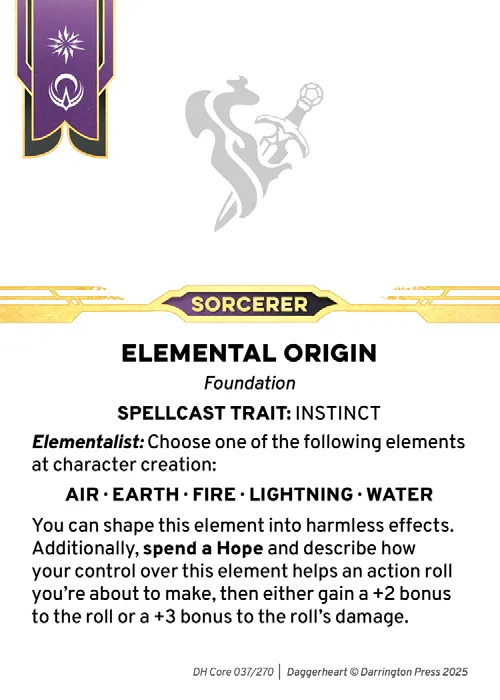 SORCERER
ELEMENTAL ORIGIN
Foundation
SPELLCAST TRAIT: INSTINCT
Elementalist: Choose one of the following elements
at character creation:
AIR · EARTH · FIRE · LIGHTNING · WATER
You can shape this element into harmless effects.
Additionally, spend a Hope and describe how
your control over this element helps an action roll
you're about to make, then either gain a +2 bonus
to the roll or a +3 bonus to the roll's damage.
DH Core 037/270 | Daggerheart © Darrington Press 2025